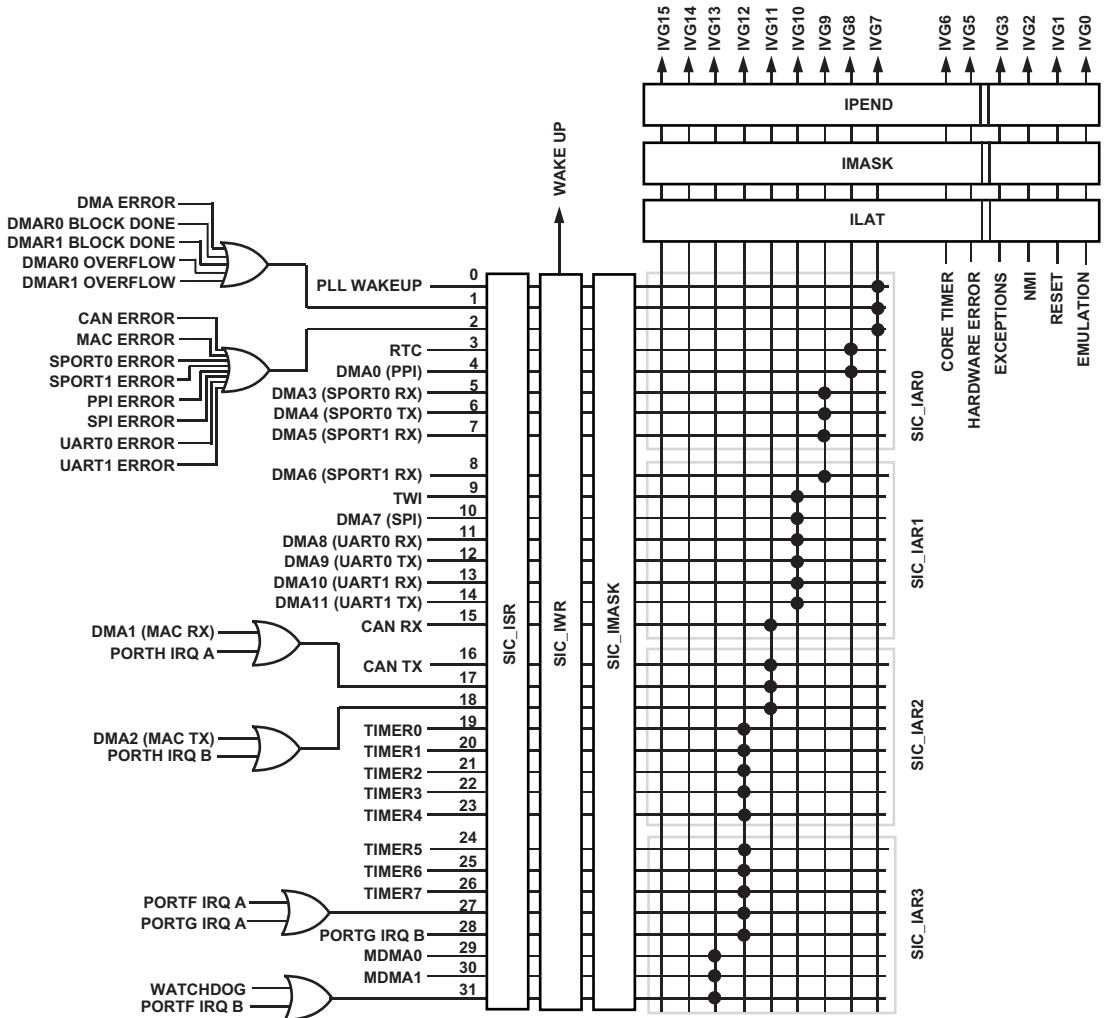 IVG15
IVG14
IVG13
IVG12
IVG11
IVG10
IVG9
IVG8
IVG7
IVG6
IVG5
IVG3
IVG2
IVG1
IVG0
IPEND
IMASK
ILAT
WAKE UP
CORE TIMER
HARDWARE ERROR
EXCEPTIONS
NMI
RESET
EMULATION
DMA ERROR
DMAR0 BLOCK DONE
DMAR1 BLOCK DONE
DMAR0 OVERFLOW
DMAR1 OVERFLOW
CAN ERROR
MAC ERROR
SPORT0 ERROR
SPORT1 ERROR
PPI ERROR
SPI ERROR
UART0 ERROR
UART1 ERROR
PLL WAKEUP 0
1
2
RTC 3
DMA0 (PPI) 4
DMA3 (SPORT0 RX) 5
DMA4 (SPORT0 TX) 6
DMA5 (SPORT1 RX) 7
DMA6 (SPORT1 RX) 8
TWI 9
DMA7 (SPI) 10
DMA8 (UART0 RX) 11
DMA9 (UART0 TX) 12
DMA10 (UART1 RX) 13
DMA11 (UART1 TX) 14
CAN RX 15
DMA1 (MAC RX)
PORTH IRQ A
CAN TX 16
17
18
DMA2 (MAC TX)
PORTH IRQ B
TIMER0 19
TIMER1 20
TIMER2 21
TIMER3 22
TIMER4 23
TIMER5 24
TIMER6 25
TIMER7 26
PORTF IRQ A
PORTG IRQ A
27
PORTG IRQ B 28
MDMA0 29
MDMA1 30
31
WATCHDOG
PORTF IRQ B
SIC_ISR
SIC_IWR
SIC_IMASK
SIC_IAR0
SIC_IAR1
SIC_IAR2
SIC_IAR3